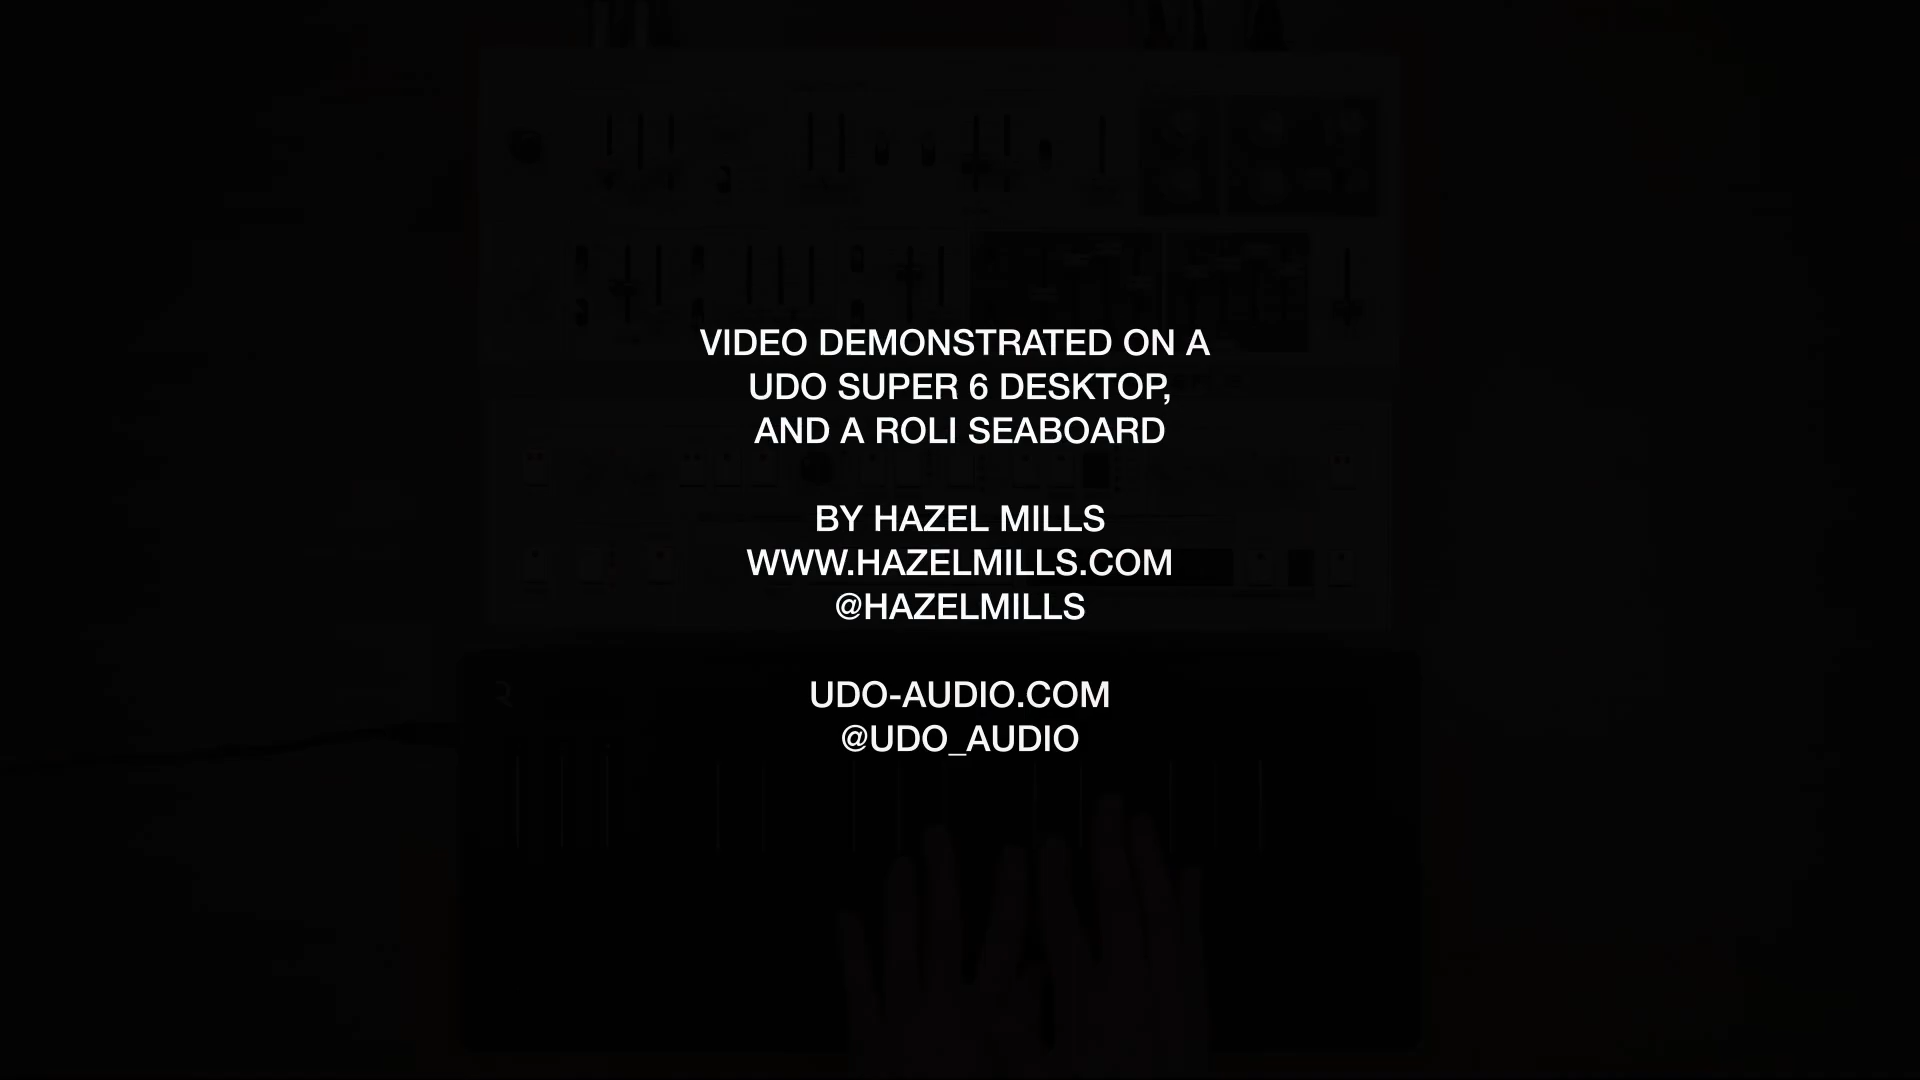 VIDEO DEMONSTRATED ON A
UDO SUPER 6 DESKTOP,
AND A ROLI SEABOARD
BY HAZEL MILLS
WWW.HAZELMILLS.COM
@HAZELMILLS
UDO-AUDIO.COM
@UDO_AUDIO